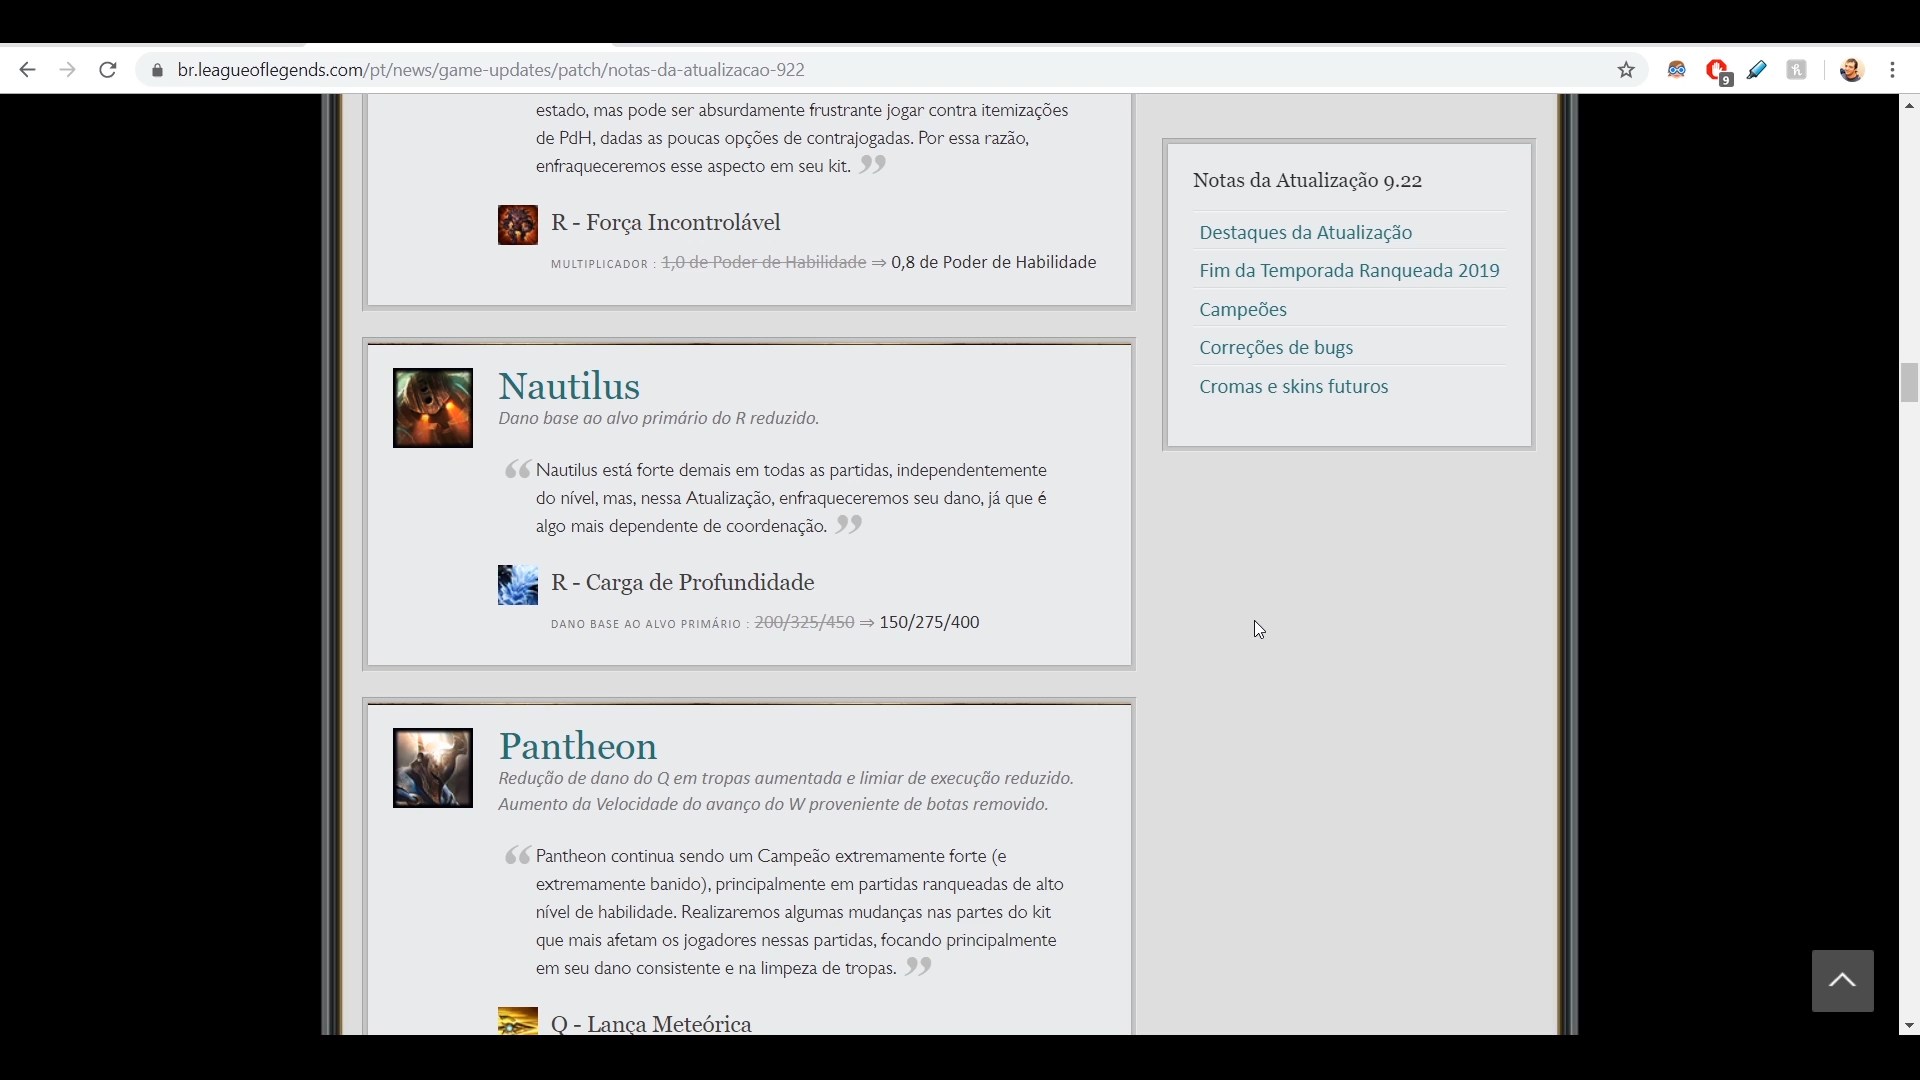 br.leagueoflegends.com/pt/news/game-updates/patch/notas-da-atualizacao-922
9
estado, mas pode ser absurdamente frustrante jogar contra itemizações
de PdH, dadas as poucas opções de contrajogadas. Por essa razão,
enfraqueceremos esse aspecto em seu kit. ”
R - Força Incontrolável
MULTIPLICADOR : 1,0 de Poder de Habilidade ⇒ 0,8 de Poder de Habilidade
Nautilus
Dano base ao alvo primário do R reduzido.
“ Nautilus está forte demais em todas as partidas, independentemente
do nível, mas, nessa Atualização, enfraqueceremos seu dano, já que é
algo mais dependente de coordenação. ”
R - Carga de Profundidade
DANO BASE AO ALVO PRIMÁRIO : 200/325/450 ⇒ 150/275/400
Pantheon
Redução de dano do Q em tropas aumentada e limiar de execução reduzido.
Aumento da Velocidade do avanço do W proveniente de botas removido.
“ Pantheon continua sendo um Campeão extremamente forte (e
extremamente banido), principalmente em partidas ranqueadas de alto
nível de habilidade. Realizaremos algumas mudanças nas partes do kit
que mais afetam os jogadores nessas partidas, focando principalmente
em seu dano consistente e na limpeza de tropas. ”
Q - Lança Meteórica
Notas da Atualização 9.22
Destaques da Atualização
Fim da Temporada Ranqueada 2019
Campeões
Correções de bugs
Cromas e skins futuros